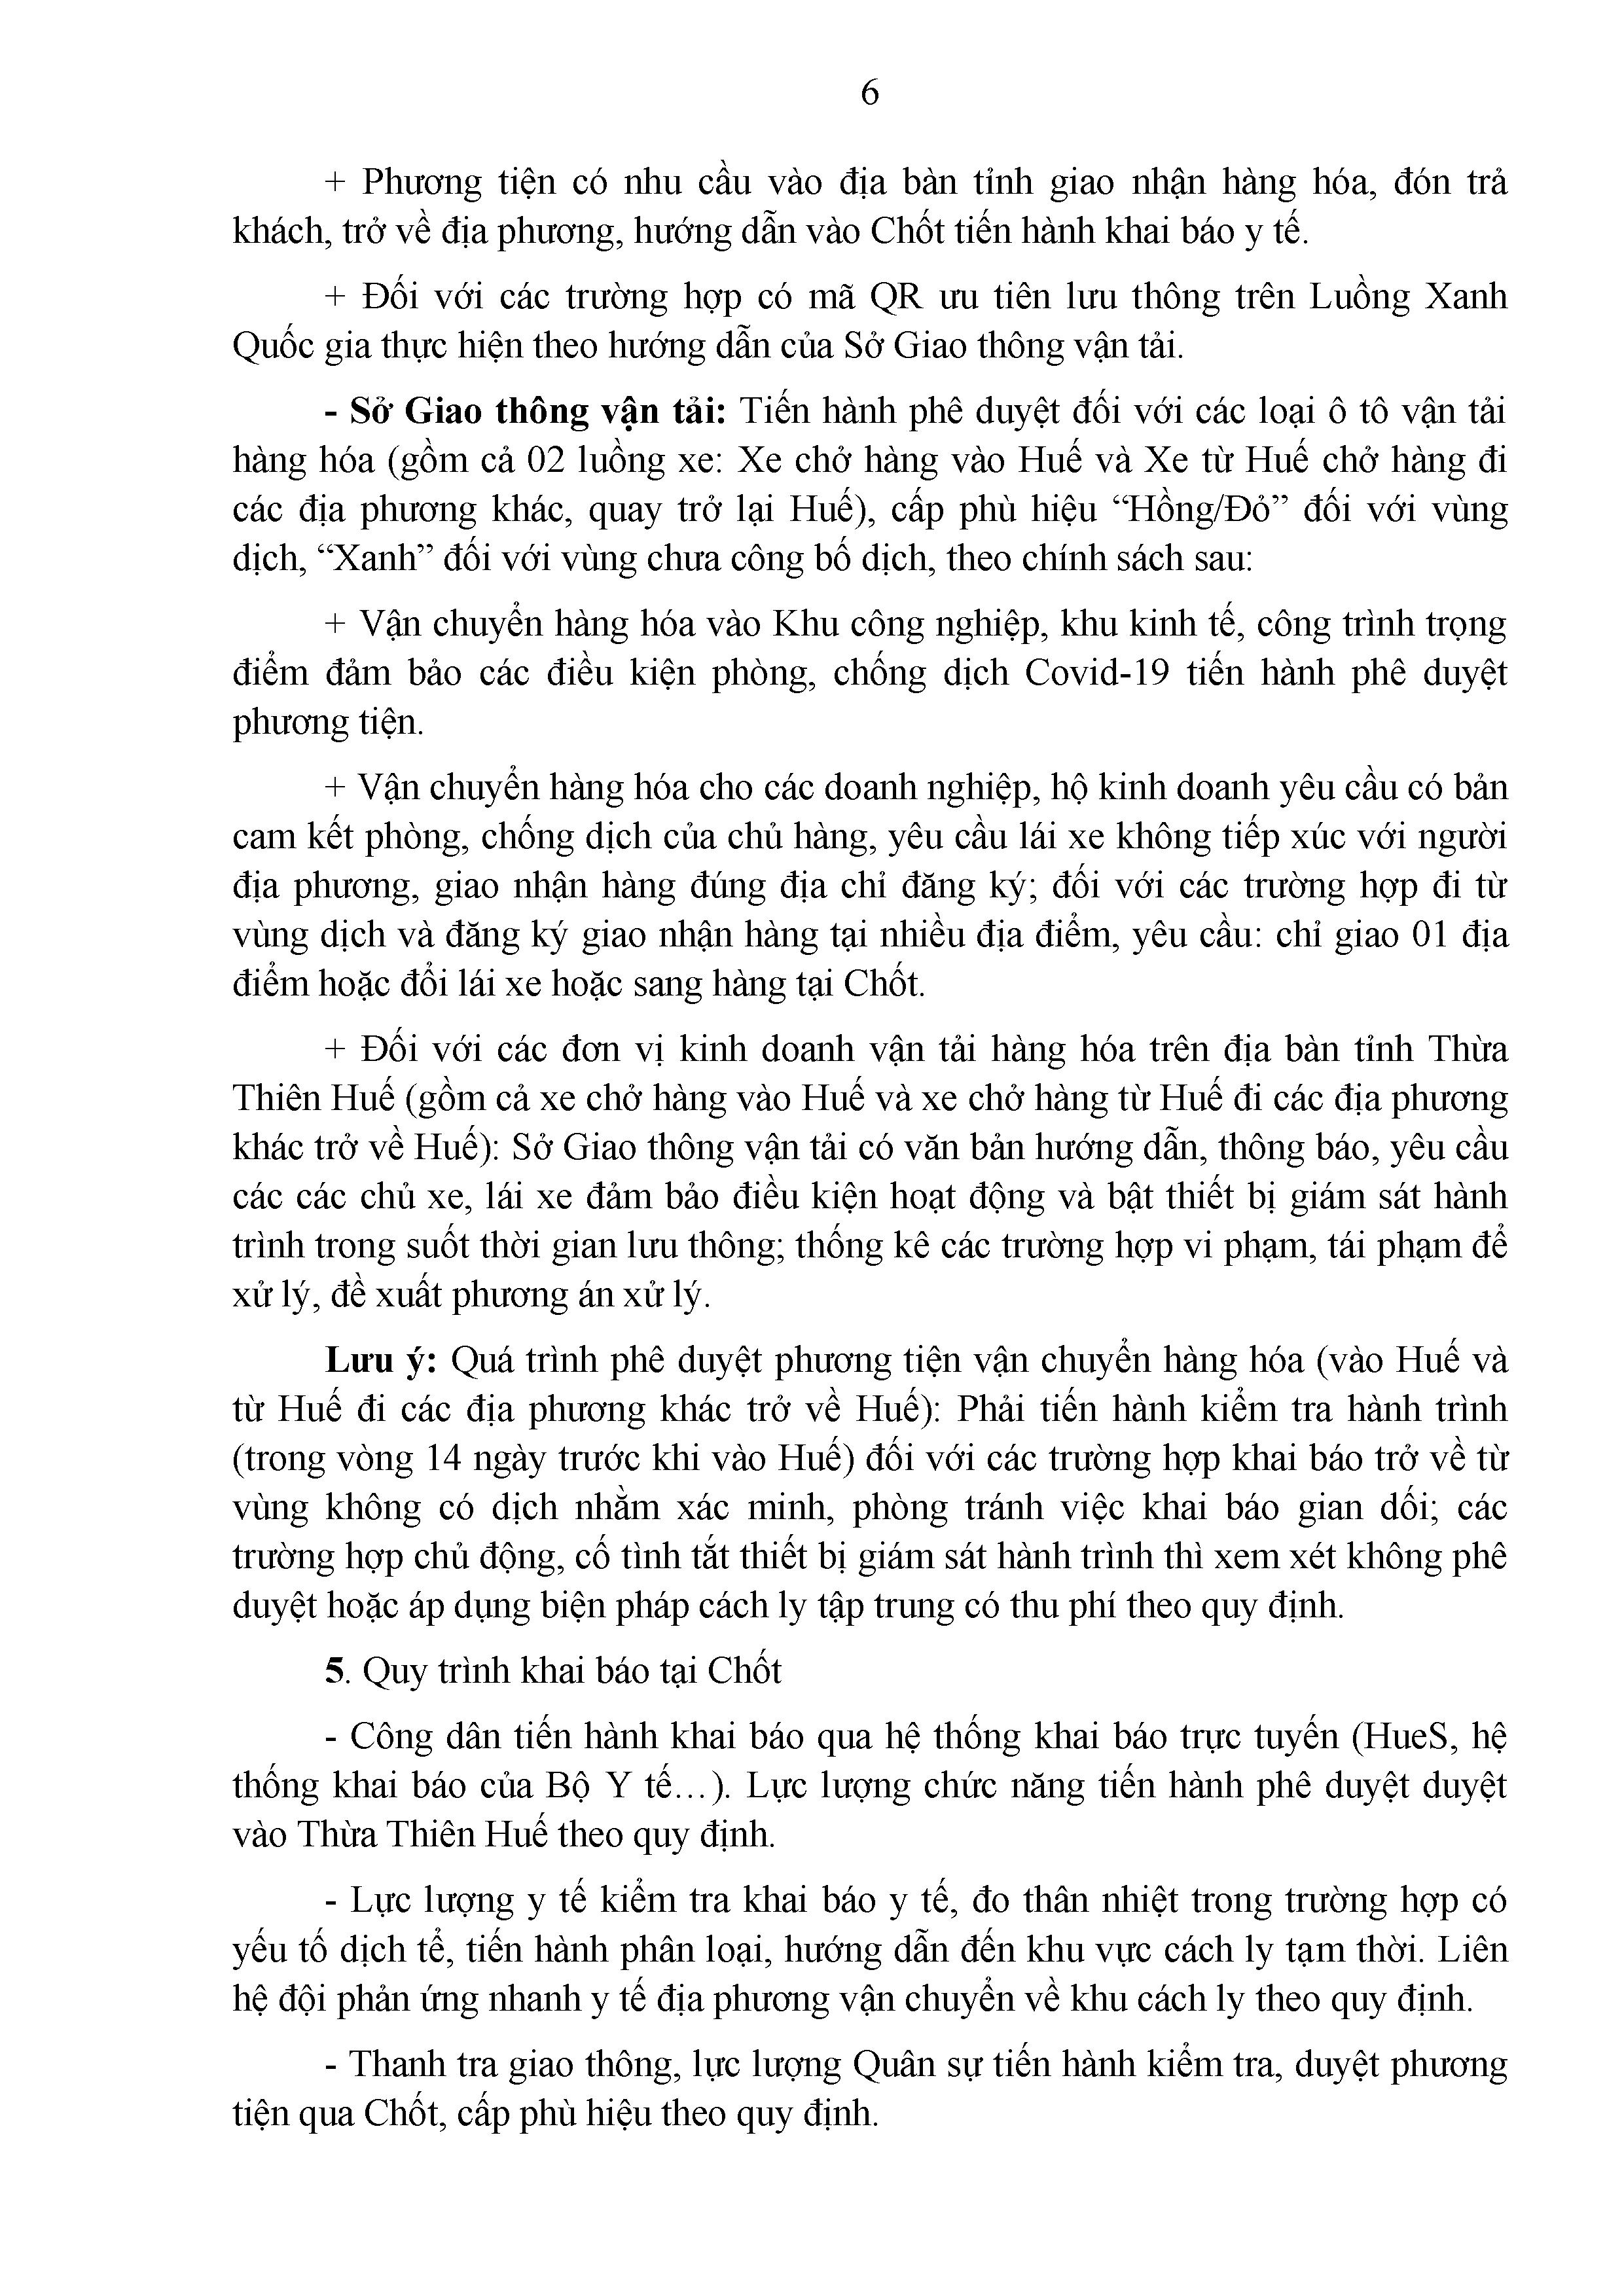 6
+ Phương tiện có nhu cầu vào địa bàn tỉnh giao nhận hàng hóa, đón trả
khách, trở về địa phương, hướng dẫn vào Chốt tiến hành khai báo y tế.
+ Đối với các trường hợp có mã QR ưu tiên lưu thông trên Luồng Xanh
Quốc gia thực hiện theo hướng dẫn của Sở Giao thông vận tải.
- Sở Giao thông vận tải: Tiến hành phê duyệt đối với các loại ô tô vận tải
hàng hóa (gồm cả 02 luồng xe: Xe chở hàng vào Huế và Xe từ Huế chở hàng đi
các địa phương khác, quay trở lại Huế), cấp phù hiệu “Hồng/Đỏ” đối với vùng
dịch, “Xanh” đối với vùng chưa công bố dịch, theo chính sách sau:
+ Vận chuyển hàng hóa vào Khu công nghiệp, khu kinh tế, công trình trọng
điểm đảm bảo các điều kiện phòng, chống dịch Covid-19 tiến hành phê duyệt
phương tiện.
+ Vận chuyển hàng hóa cho các doanh nghiệp, hộ kinh doanh yêu cầu có bản
cam kết phòng, chống dịch của chủ hàng, yêu cầu lái xe không tiếp xúc với người
địa phương, giao nhận hàng đúng địa chỉ đăng ký; đối với các trường hợp đi từ
vùng dịch và đăng ký giao nhận hàng tại nhiều địa điểm, yêu cầu: chỉ giao 01 địa
điểm hoặc đổi lái xe hoặc sang hàng tại Chốt.
+ Đối với các đơn vị kinh doanh vận tải hàng hóa trên địa bàn tỉnh Thừa
Thiên Huế (gồm cả xe chở hàng vào Huế và xe chở hàng từ Huế đi các địa phương
khác trở về Huế): Sở Giao thông vận tải có văn bản hướng dẫn, thông báo, yêu cầu
các các chủ xe, lái xe đảm bảo điều kiện hoạt động và bật thiết bị giám sát hành
trình trong suốt thời gian lưu thông; thống kê các trường hợp vi phạm, tái phạm để
xử lý, đề xuất phương án xử lý.
Lưu ý: Quá trình phê duyệt phương tiện vận chuyển hàng hóa (vào Huế và
từ Huế đi các địa phương khác trở về Huế): Phải tiến hành kiểm tra hành trình
(trong vòng 14 ngày trước khi vào Huế) đối với các trường hợp khai báo trở về từ
vùng không có dịch nhằm xác minh, phòng tránh việc khai báo gian dối; các
trường hợp chủ động, cố tình tắt thiết bị giám sát hành trình thì xem xét không phê
duyệt hoặc áp dụng biện pháp cách ly tập trung có thu phí theo quy định.
5. Quy trình khai báo tại Chốt
- Công dân tiến hành khai báo qua hệ thống khai báo trực tuyến (HueS, hệ
thống khai báo của Bộ Y tế…). Lực lượng chức năng tiến hành phê duyệt duyệt
vào Thừa Thiên Huế theo quy định.
- Lực lượng y tế kiểm tra khai báo y tế, đo thân nhiệt trong trường hợp có
yếu tố dịch tể, tiến hành phân loại, hướng dẫn đến khu vực cách ly tạm thời. Liên
hệ đội phản ứng nhanh y tế địa phương vận chuyển về khu cách ly theo quy định.
- Thanh tra giao thông, lực lượng Quân sự tiến hành kiểm tra, duyệt phương
tiện qua Chốt, cấp phù hiệu theo quy định.